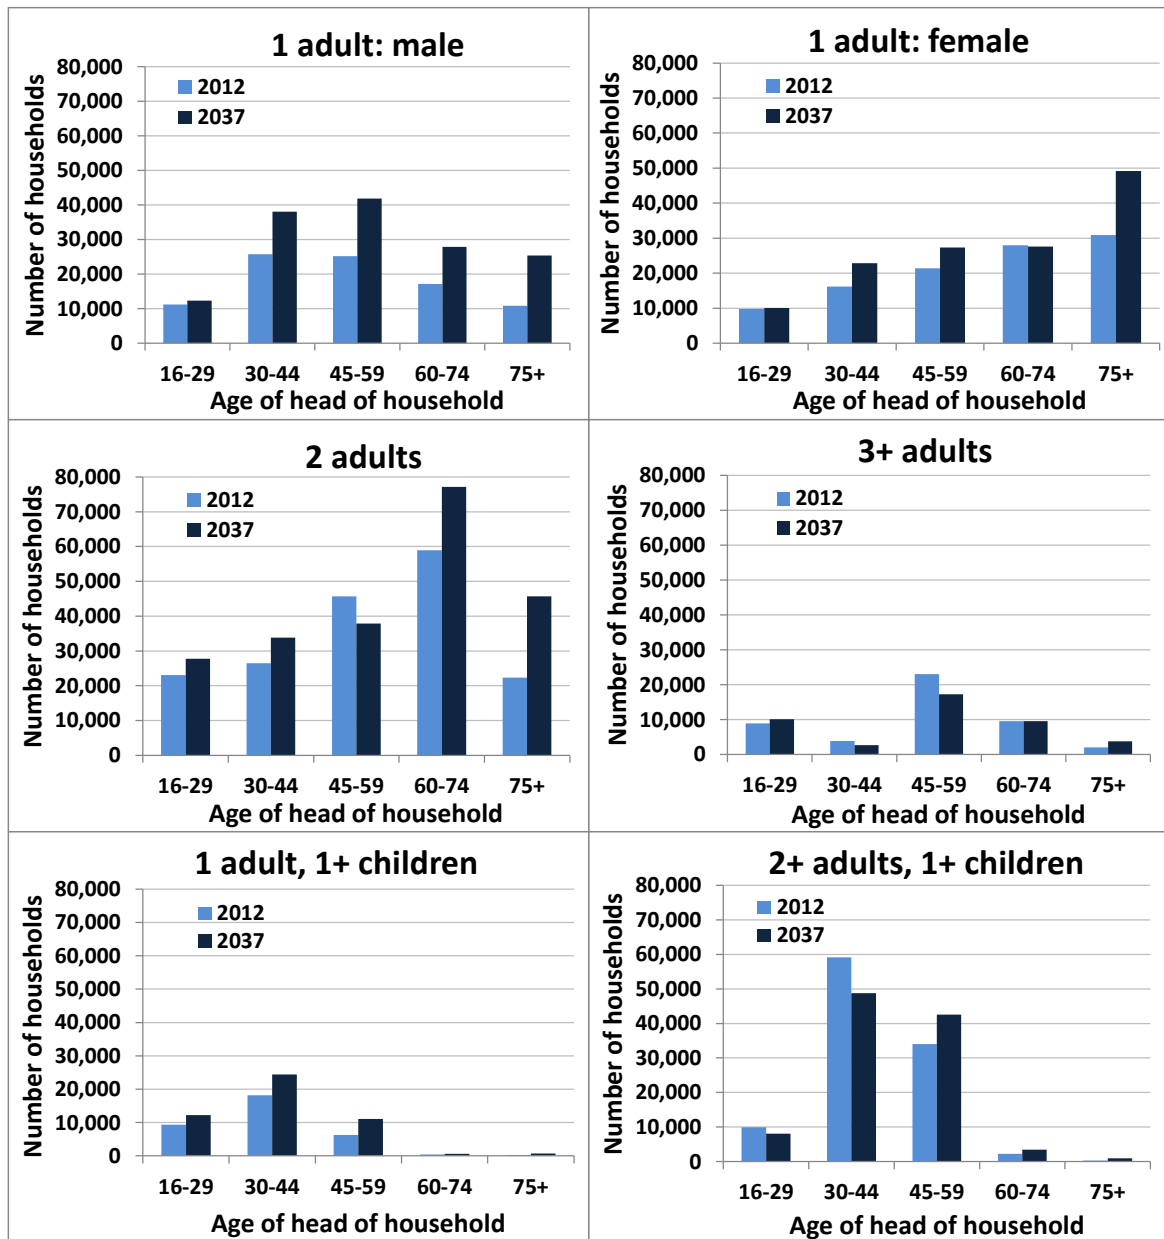 1 adult: male
Number of households
80,000
70,000
60,000
50,000
40,000
30,000
20,000
10,000
0
2012
2037
16-29 30-44 45-59 60-74 75+
Age of head of household
1 adult: female
Number of households
80,000
70,000
60,000
50,000
40,000
30,000
20,000
10,000
0
2012
2037
16-29 30-44 45-59 60-74 75+
Age of head of household
2 adults
Number of households
80,000
70,000
60,000
50,000
40,000
30,000
20,000
10,000
0
2012
2037
16-29 30-44 45-59 60-74 75+
Age of head of household
3+ adults
Number of households
80,000
70,000
60,000
50,000
40,000
30,000
20,000
10,000
0
2012
2037
16-29 30-44 45-59 60-74 75+
Age of head of household
1 adult, 1+ children
Number of households
80,000
70,000
60,000
50,000
40,000
30,000
20,000
10,000
0
2012
2037
16-29 30-44 45-59 60-74 75+
Age of head of household
2+ adults, 1+ children
Number of households
80,000
70,000
60,000
50,000
40,000
30,000
20,000
10,000
0
2012
2037
16-29 30-44 45-59 60-74 75+
Age of head of household